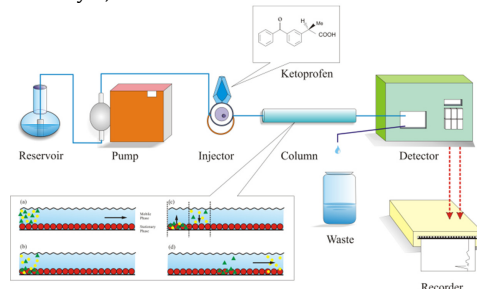 O
H
Me
COOH
Ketoprofen
Reservoir
Pump
Injector
Column
Detector
(a)
Mobile
Phase
Stationary
Phase
(c)
(b)
(d)
Waste
Recorder